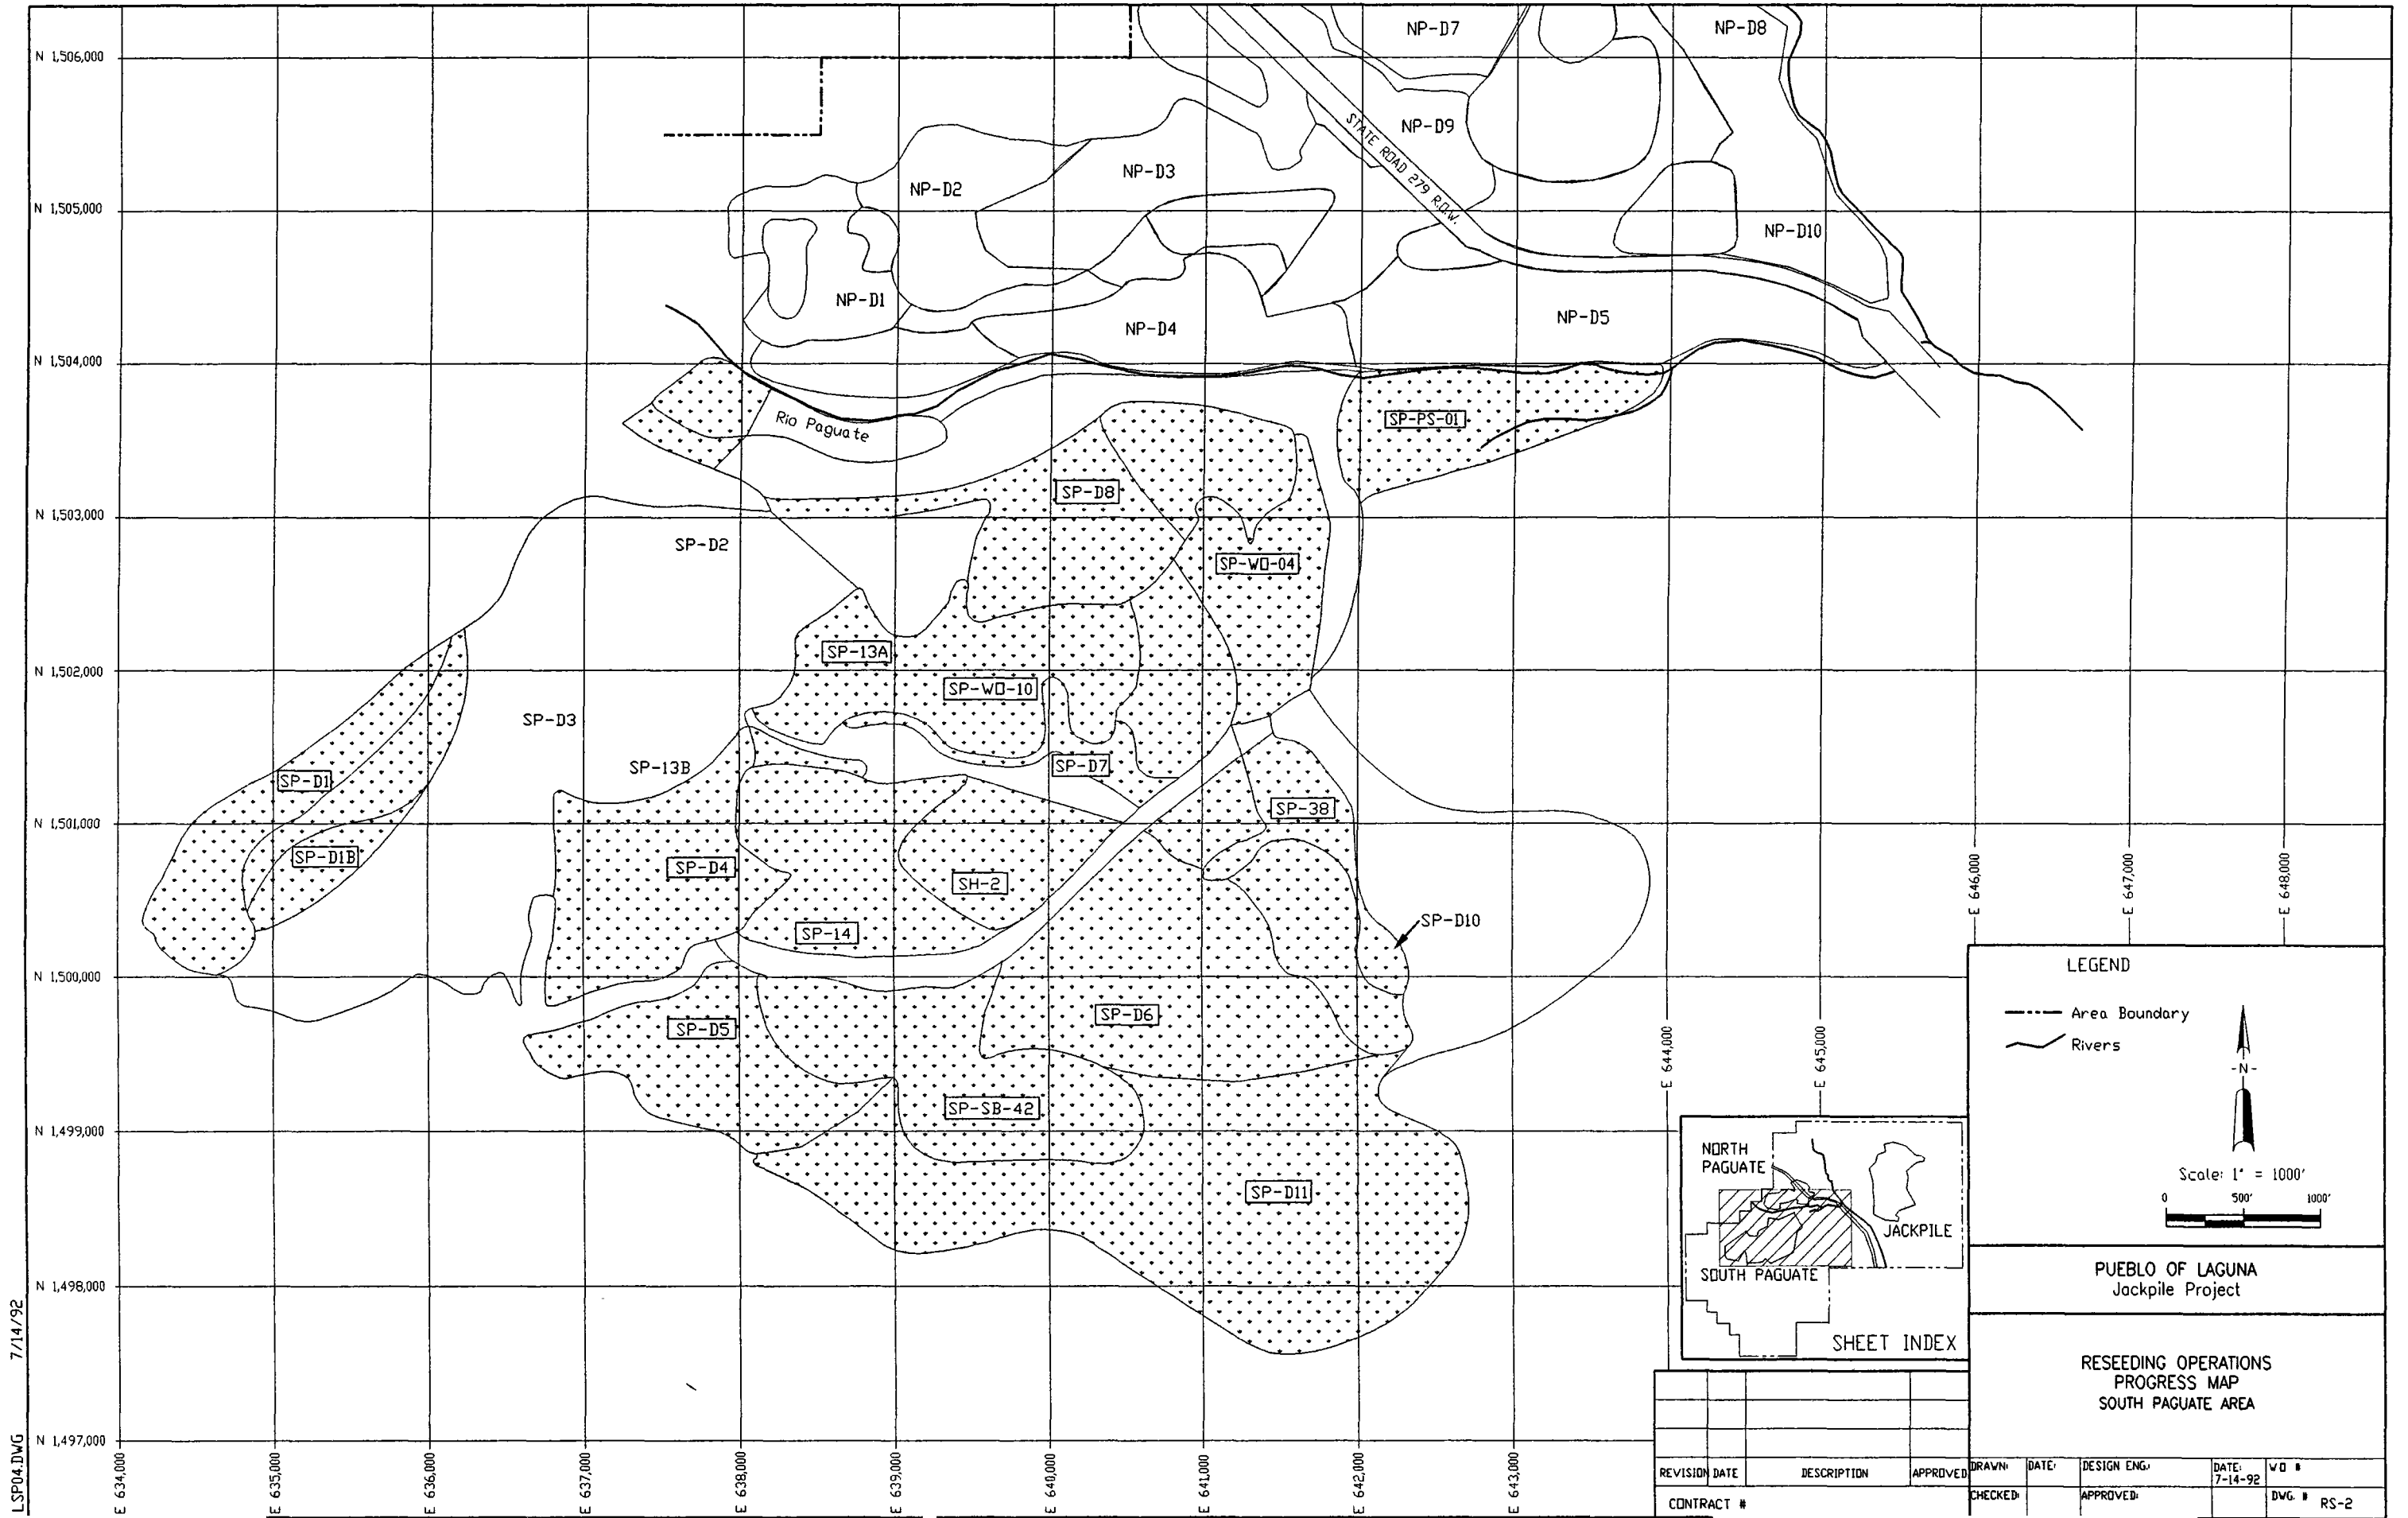 NP-D7
NP-D8
N 1,506,000
NP-D9
STATE ROAD 279 R.O.W.
NP-D3
NP-D2
N 1,505,000
NP-D10
NP-D1
NP-D5
NP-D4
N 1,504,000
SP-PS-01
Rio Paguate
SP-D8
N 1,503,000
SP-D2
SP-WO-04
SP-13A
N 1,502,000
SP-WO-10
SP-D3
SP-13B
SP-D7
SP-D1
SP-38
N 1,501,000
SP-D1B
SP-D4
SH-2
SP-D10
SP-14
N 1,500,000
SP-D6
SP-D5
SP-SB-42
N 1,499,000
SP-D11
N 1,498,000
N 1,497,000
E 634,000
E 635,000
E 636,000
E 637,000
E 638,000
E 639,000
E 640,000
E 641,000
E 642,000
E 643,000
E 644,000
E 645,000
E 646,000
E 647,000
E 648,000
LSP04.DWG 7/14/92
LEGEND
Area Boundary
Rivers
-N-
Scale: 1" = 1000'
0 500' 1000'
NORTH
PAGUATE
JACKPILE
SOUTH PAGUATE
SHEET INDEX
PUEBLO OF LAGUNA
Jackpile Project
RESEEDING OPERATIONS
PROGRESS MAP
SOUTH PAGUATE AREA
REVISION DATE DESCRIPTION APPROVED
CONTRACT #
DRAWN: DATE: DESIGN ENG.: DATE: 7-14-92 WO #
CHECKED: APPROVED: DWG. # RS-2